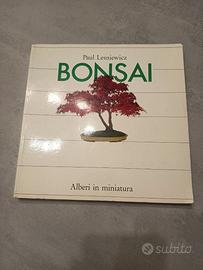 Paul Lesniewicz
BONSAI
Alberi in miniatura
subito